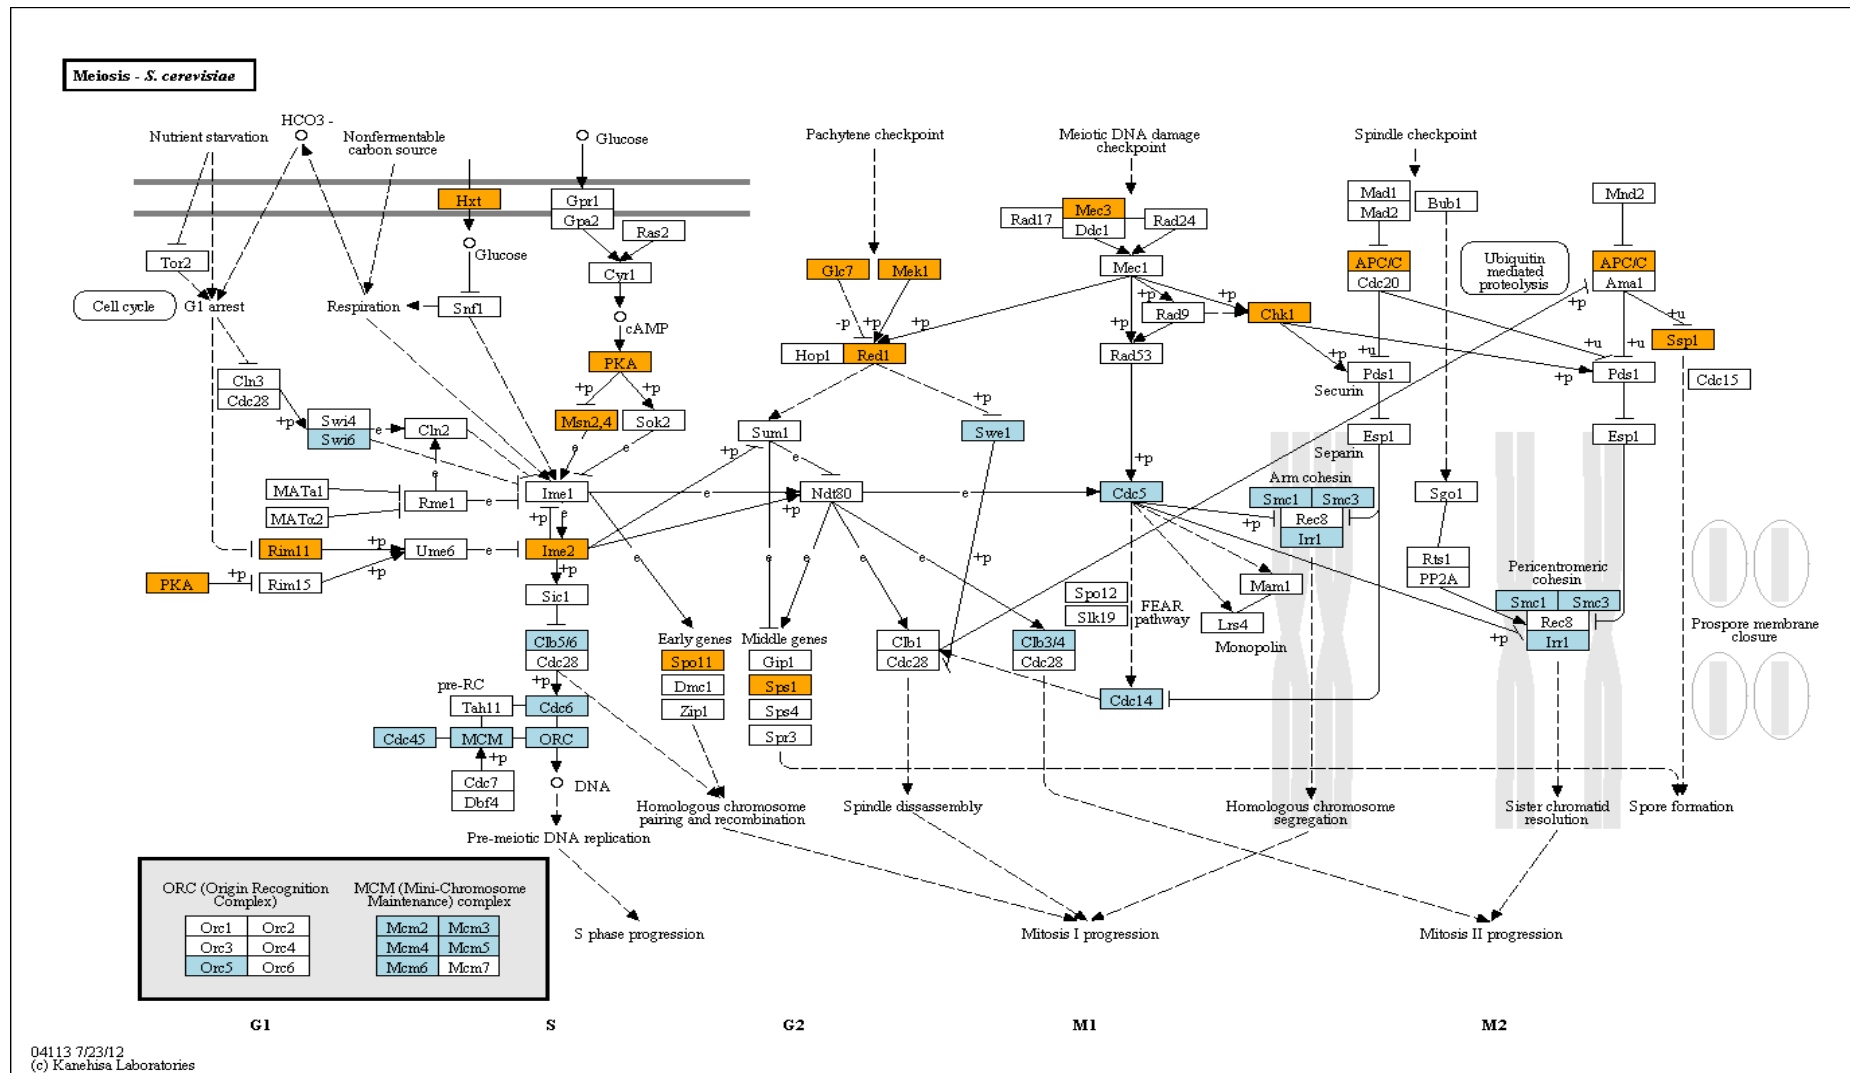 Meiosis - S. cerevisiae
HCO3 -
Nutrient starvation
Nonfermentable
carbon source
Glucose
Pachytene checkpoint
Meiotic DNA damage
checkpoint
Spindle checkpoint
Hxt
Gpr1
Gpa2
Ras2
Glucose
Tor2
Cyr1
Cell cycle
G1 arrest
Respiration
Snf1
cAMP
PKA
+p
+p
Msn2,4
Sok2
e
e
Cln3
Cdc28
+p
Swi4
Swi6
e
Cln2
e
MATa1
MATα2
Rme1
e
Ime1
+p
e
Rim11
+p
Ume6
e
Ime2
PKA
+p
Rim15
+p
+p
Sic1
Clb5/6
Cdc28
+p
pre-RC
Tah11
Cdc6
Cdc45
MCM
ORC
+p
Cdc7
Dbf4
DNA
Pre-meiotic DNA replication
Glc7
Mek1
-p
+p
+p
Hop1
Red1
+p
Sum1
Swe1
+p
e
e
Ndt80
+p
e
e
e
e
e
+p
Early genes
Spo11
Dmc1
Zip1
Middle genes
Gip1
Sps1
Sps4
Spr3
Clb1
Cdc28
Clb3/4
Cdc28
Homologous chromosome
pairing and recombination
Spindle disassembly
Rad17
Mec3
Ddc1
Rad24
Mec1
+p
+p
+p
Rad9
Chk1
Rad53
+p
Cdc5
Spo12
Slk19
FEAR
pathway
Mam1
Lrs4
Monopolin
Cdc14
Mad1
Mad2
Bub1
Mnd2
APC/C
Cdc20
Ubiquitin
mediated
proteolysis
+p
APC/C
Ama1
+u
Ssp1
+p
+u
+u
+u
Pds1
Securin
+p
Pds1
Cdc15
Esp1
Separin
Esp1
Arm cohesin
Smc1
Smc3
+p
Rec8
Irr1
Sgo1
Rts1
PP2A
Pericentromeric
cohesin
Smc1
Smc3
Rec8
+p
Irr1
Prospore membrane
closure
Homologous chromosome
segregation
Sister chromatid
resolution
Spore formation
ORC (Origin Recognition
Complex)
Orc1
Orc2
Orc3
Orc4
Orc5
Orc6
MCM (Mini-Chromosome
Maintenance) complex
Mcm2
Mcm3
Mcm4
Mcm5
Mcm6
Mcm7
S phase progression
Mitosis I progression
Mitosis II progression
G1
S
G2
M1
M2
04113 7/23/12
(c) Kanehisa Laboratories